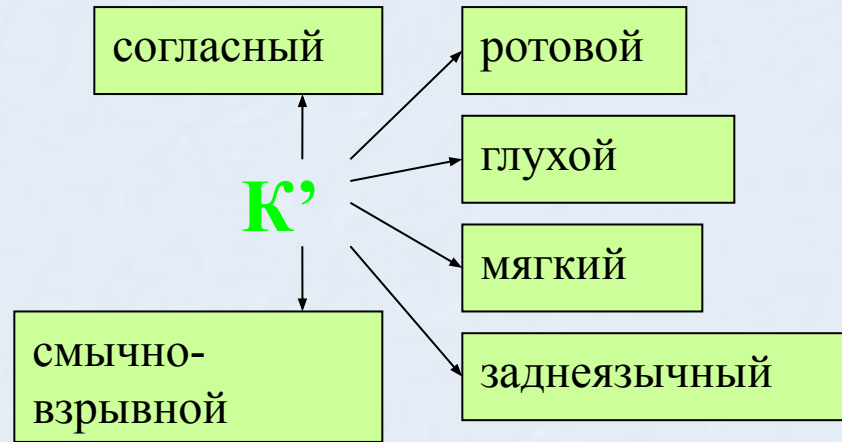 согласный
ротовой
глухой
К’
мягкий
смычно-
взрывной
заднеязычный